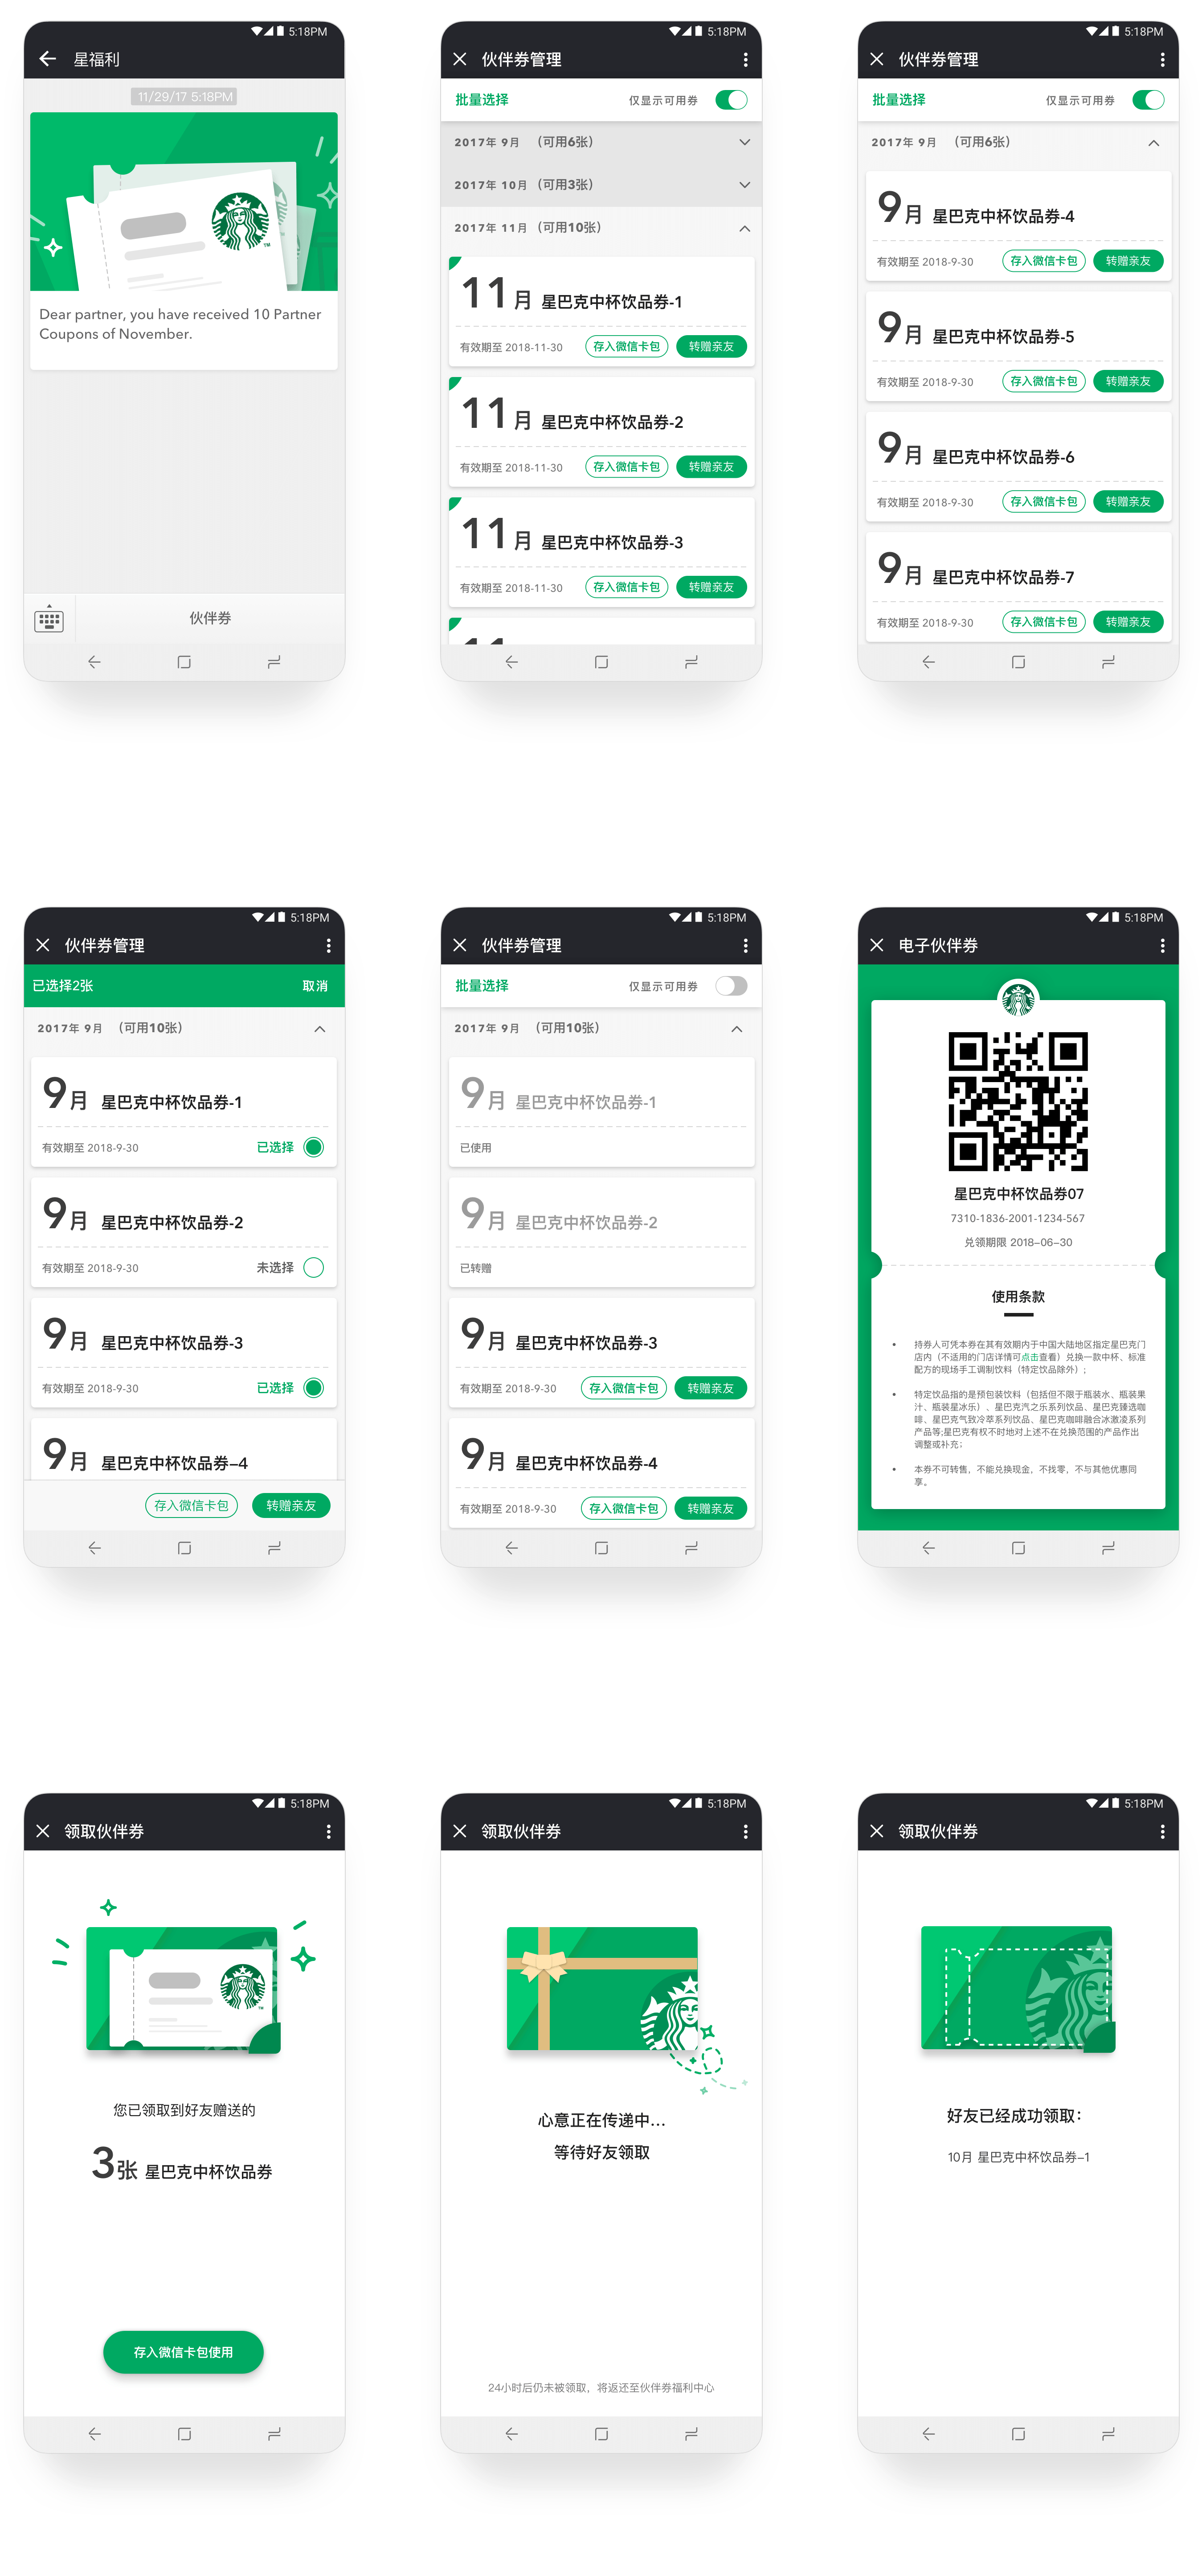 5:18PM
星福利
11/29/17 5:18PM
TM
Dear partner, you have received 10 Partner
Coupons of November.
伙伴券
5:18PM
伙伴券管理
批量选择 仅显示可用券
2017年 9月 （可用6张）
2017年 10月 （可用3张）
2017年 11月 （可用10张）
11月 星巴克中杯饮品券-1
有效期至 2018-11-30 存入微信卡包 转赠亲友
11月 星巴克中杯饮品券-2
有效期至 2018-11-30 存入微信卡包 转赠亲友
11月 星巴克中杯饮品券-3
有效期至 2018-11-30 存入微信卡包 转赠亲友
5:18PM
伙伴券管理
批量选择 仅显示可用券
2017年 9月 （可用6张）
9月 星巴克中杯饮品券-4
有效期至 2018-9-30 存入微信卡包 转赠亲友
9月 星巴克中杯饮品券-5
有效期至 2018-9-30 存入微信卡包 转赠亲友
9月 星巴克中杯饮品券-6
有效期至 2018-9-30 存入微信卡包 转赠亲友
9月 星巴克中杯饮品券-7
有效期至 2018-9-30 存入微信卡包 转赠亲友
5:18PM
伙伴券管理
已选择2张 取消
2017年 9月 （可用10张）
9月 星巴克中杯饮品券-1
有效期至 2018-9-30 已选择
9月 星巴克中杯饮品券-2
有效期至 2018-9-30 未选择
9月 星巴克中杯饮品券-3
有效期至 2018-9-30 已选择
9月 星巴克中杯饮品券–4
存入微信卡包 转赠亲友
5:18PM
伙伴券管理
批量选择 仅显示可用券
2017年 9月 （可用10张）
9月 星巴克中杯饮品券-1
已使用
9月 星巴克中杯饮品券-2
已转赠
9月 星巴克中杯饮品券-3
有效期至 2018-9-30 存入微信卡包 转赠亲友
9月 星巴克中杯饮品券-4
有效期至 2018-9-30 存入微信卡包 转赠亲友
5:18PM
电子伙伴券
星巴克中杯饮品券07
7310-1836-2001-1234-567
兑领期限 2018–06–30
使用条款
• 持券人可凭本券在其有效期内于中国大陆地区指定星巴克门
店内（不适用的门店详情可点击查看）兑换一款中杯、标准
配方的现场手工调制饮料（特定饮品除外）;
• 特定饮品指的是预包装饮料（包括但不限于瓶装水、瓶装果
汁、瓶装星冰乐）、星巴克汽之乐系列饮品、星巴克臻选咖
啡、星巴克气致冷萃系列饮品、星巴克咖啡融合冰激凌系列
产品等;星巴克有权不时地对上述不在兑换范围的产品作出
调整或补充；
• 本券不可转售，不能兑换现金，不找零，不与其他优惠同
享。
5:18PM
领取伙伴券
TM
您已领取到好友赠送的
3张 星巴克中杯饮品券
存入微信卡包使用
5:18PM
领取伙伴券
心意正在传递中...
等待好友领取
24小时后仍未被领取，将返还至伙伴券福利中心
5:18PM
领取伙伴券
好友已经成功领取：
10月 星巴克中杯饮品券–1